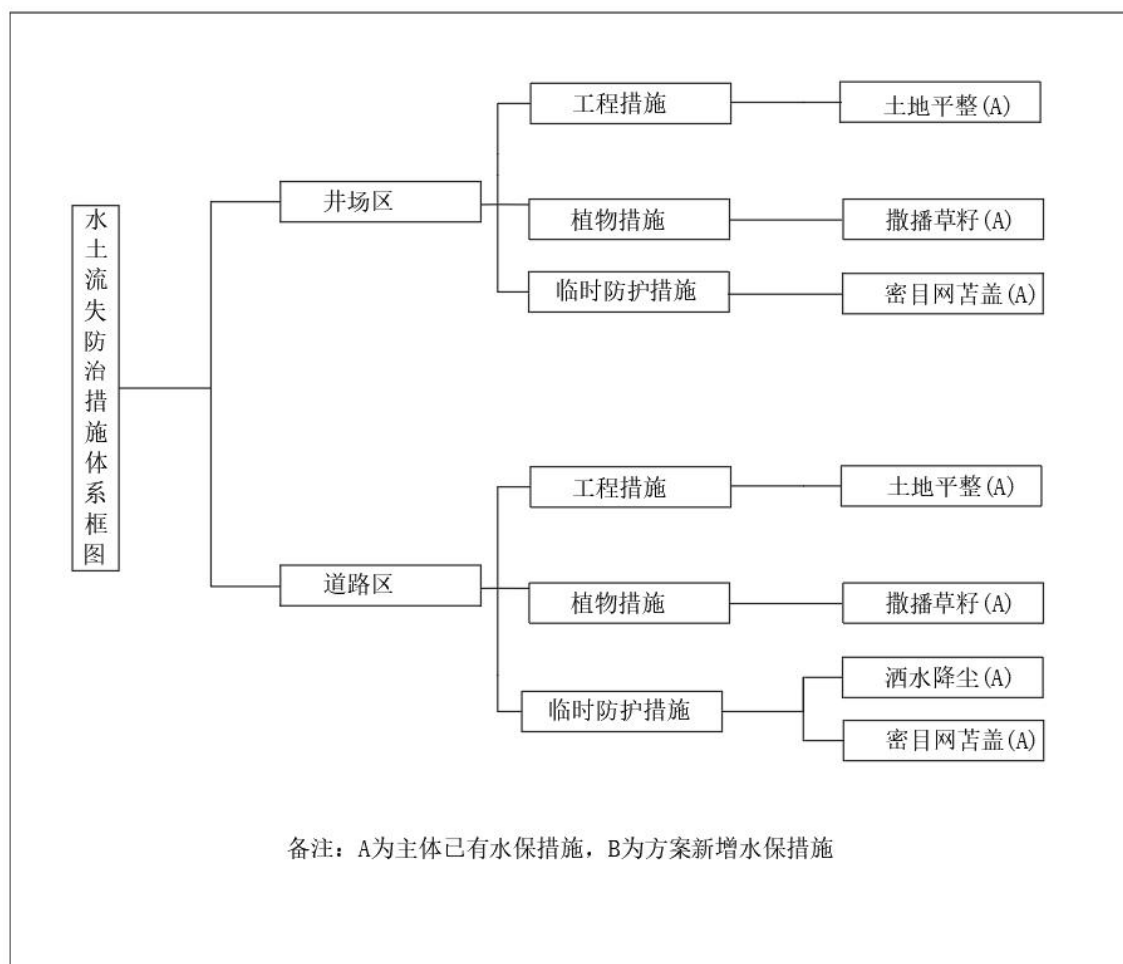 水土流失防治措施体系框图
井场区
工程措施
土地平整(A)
植物措施
撒播草籽(A)
临时防护措施
密目网苫盖(A)
道路区
工程措施
土地平整(A)
植物措施
撒播草籽(A)
临时防护措施
洒水降尘(A)
密目网苫盖(A)
备注：A为主体已有水保措施，B为方案新增水保措施